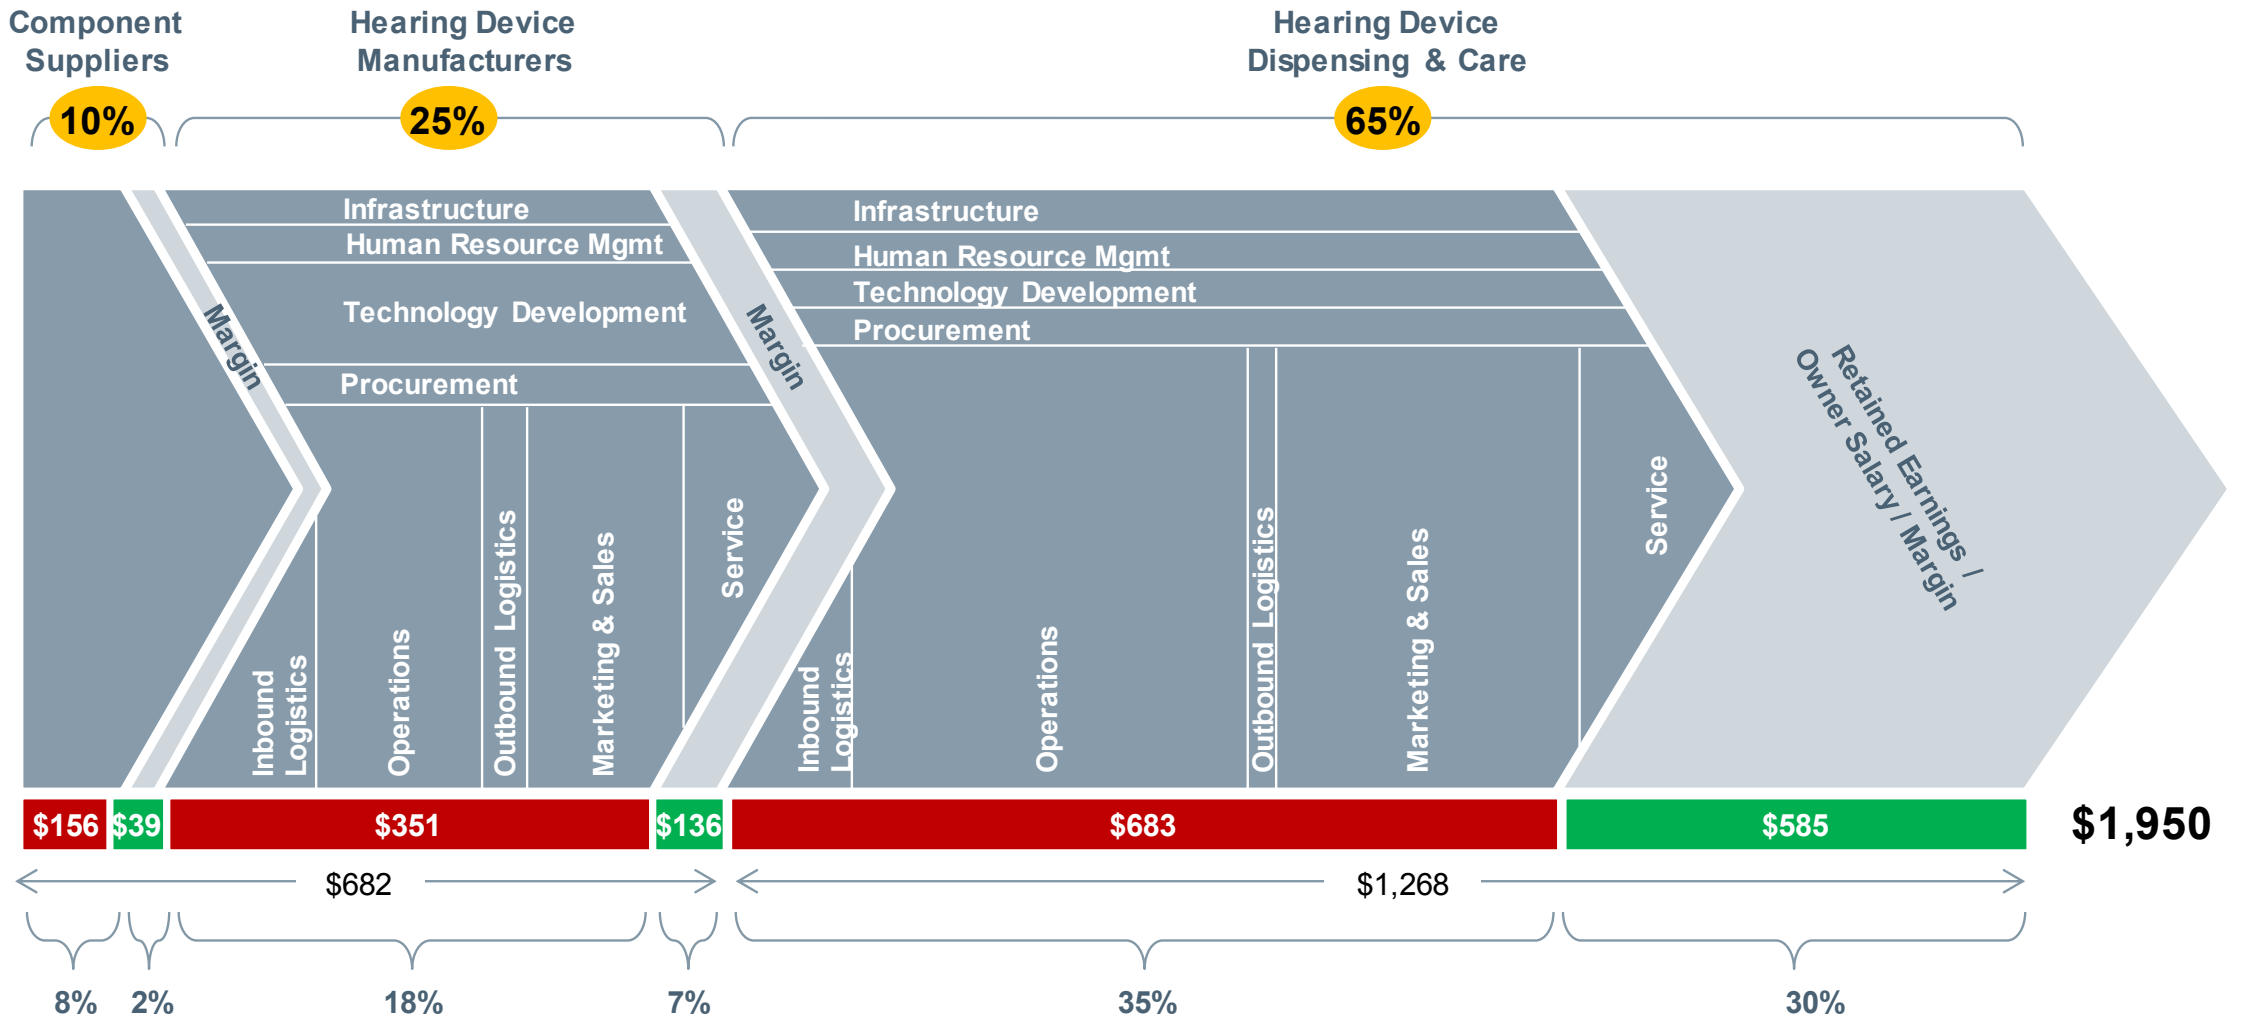 Component
Suppliers
10%
Hearing Device
Manufacturers
25%
Hearing Device
Dispensing & Care
65%
Margin
Infrastructure
Human Resource Mgmt
Technology Development
Procurement
Inbound
Logistics
Operations
Outbound Logistics
Marketing & Sales
Service
Margin
Infrastructure
Human Resource Mgmt
Technology Development
Procurement
Inbound
Logistics
Operations
Outbound Logistics
Marketing & Sales
Service
Retained Earnings /
Owner Salary / Margin
$156
$39
$351
$136
$683
$585
$1,950
$682
$1,268
8%
2%
18%
7%
35%
30%